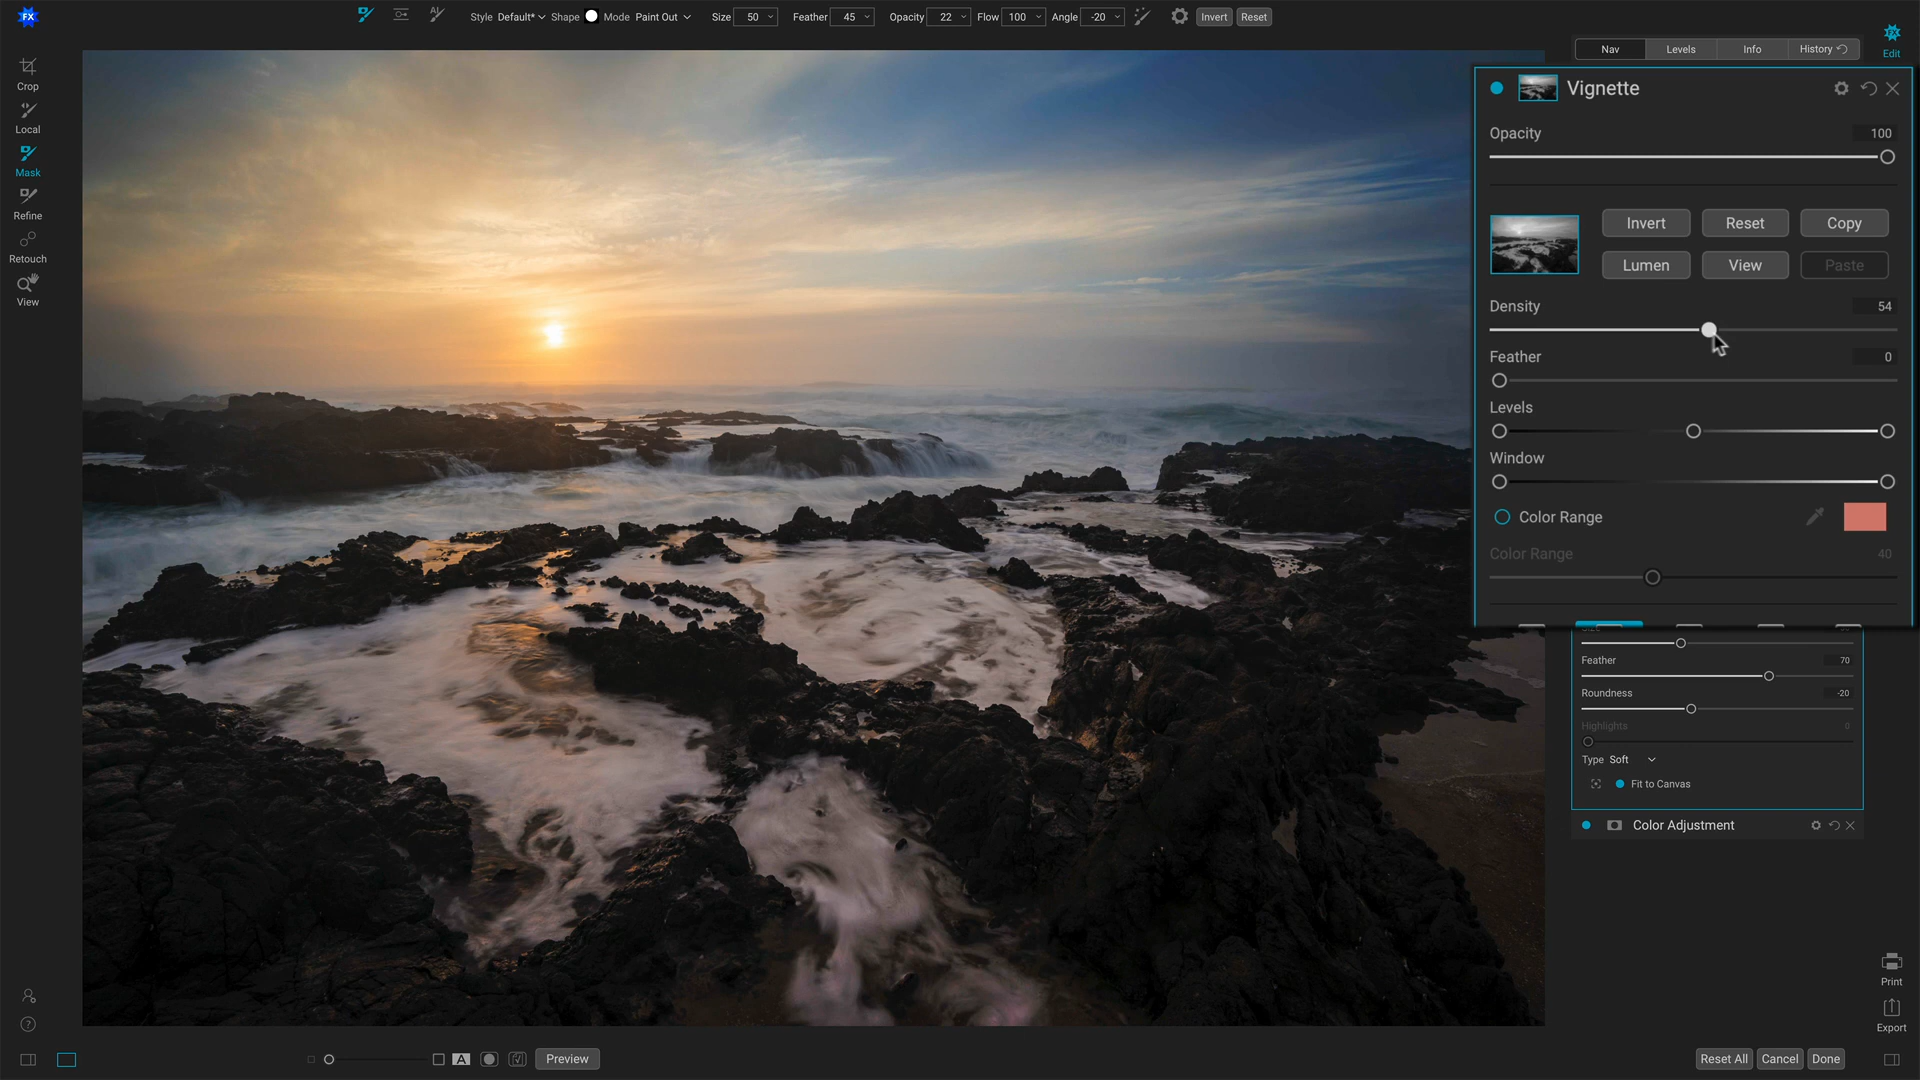 FX
Style Default* Shape Mode Paint Out Size 50 Feather 45 Opacity 22 Flow 100 Angle -20 Invert Reset
Nav Levels Info History
Edit
Crop
Local
Mask
Refine
Retouch
View
Vignette
Opacity 100
Invert Reset Copy
Lumen View Paste
Density 54
Feather 0
Levels
Window
Color Range
Color Range 40
Feather 70
Roundness -20
Highlights 0
Type Soft
Fit to Canvas
Color Adjustment
Print
Export
?
A Preview
Reset All Cancel Done